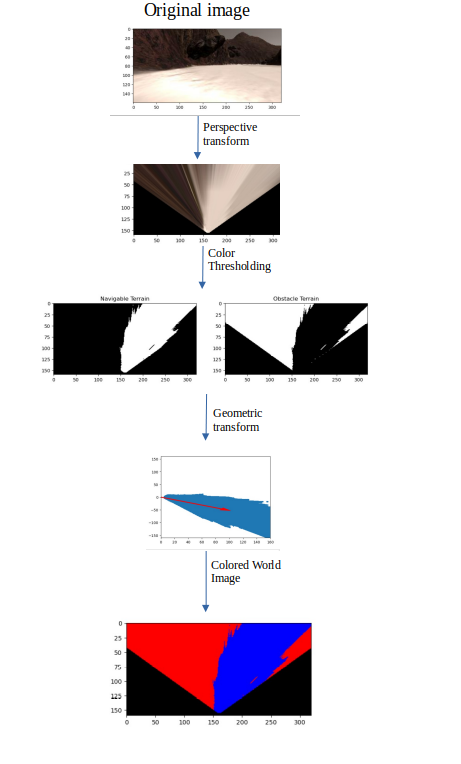 Original image
0
20
40
60
80
100
120
140
0 50 100 150 200 250 300
Perspective
transform
25
50
75
100
125
150
0 50 100 150 200 250 300
Color
Thresholding
Navigable Terrain
0
25
50
75
100
125
150
0 50 100 150 200 250 300
Obstacle Terrain
0
25
50
75
100
125
150
0 50 100 150 200 250 300
Geometric
transform
150
100
50
0
−50
−100
−150
0 20 40 60 80 100 120 140 160
Colored World
Image
0
25
50
75
100
125
150
0 50 100 150 200 250 300